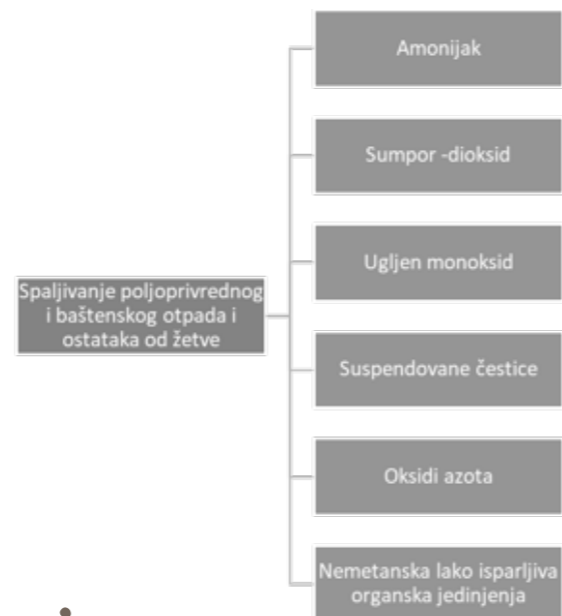 Amonijak
Sumpor -dioksid
Ugljen monoksid
Spaljivanje poljoprivrednog
i baštenskog otpada i
ostataka od žetve
Suspendovane čestice
Oksidi azota
Nemetanska lako isparljiva
organska jedinjenja